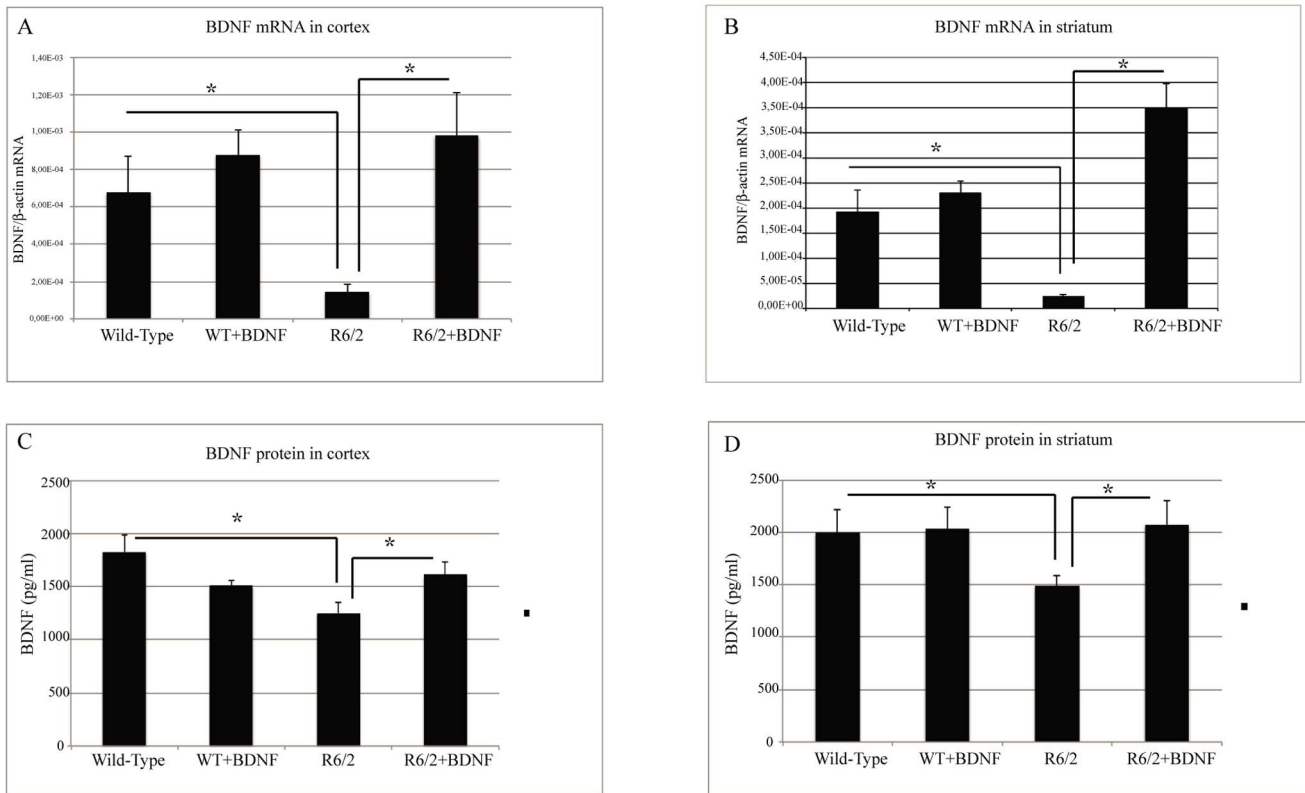 A
BDNF mRNA in cortex
BDNF/β-actin mRNA
1,40E-03
1,20E-03
1,00E-03
8,00E-04
6,00E-04
4,00E-04
2,00E-04
0,00E+00
*
*
Wild-Type WT+BDNF R6/2 R6/2+BDNF
B
BDNF mRNA in striatum
BDNF/β-actin mRNA
4,50E-04
4,00E-04
3,50E-04
3,50E-04
2,00E-04
2,00E-04
2,00E-04
1,50E-04
1,00E-04
5,00E-05
0,00E+00
*
*
Wild-Type WT+BDNF R6/2 R6/2+BDNF
C
BDNF protein in cortex
BDNF (pg/ml)
2500
2000
1500
1000
500
0
*
*
Wild-Type WT+BDNF R6/2 R6/2+BDNF
D
BDNF protein in striatum
BDNF (pg/ml)
2500
2000
1500
1000
500
0
*
*
Wild-Type WT+BDNF R6/2 R6/2+BDNF